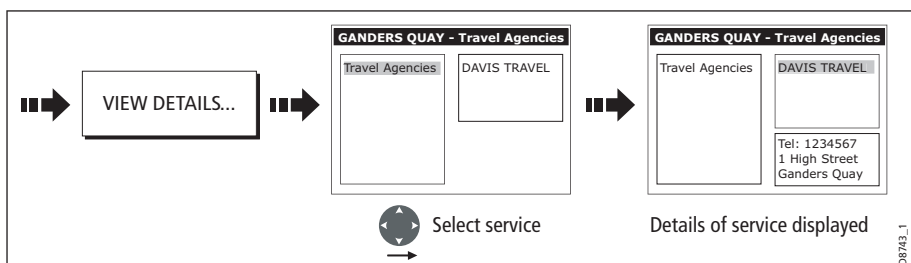 VIEW DETAILS...
GANDERS QUAY - Travel Agencies
Travel Agencies
DAVIS TRAVEL
Select service
GANDERS QUAY - Travel Agencies
Travel Agencies
DAVIS TRAVEL
Tel: 1234567
1 High Street
Ganders Quay
Details of service displayed
D8743_1